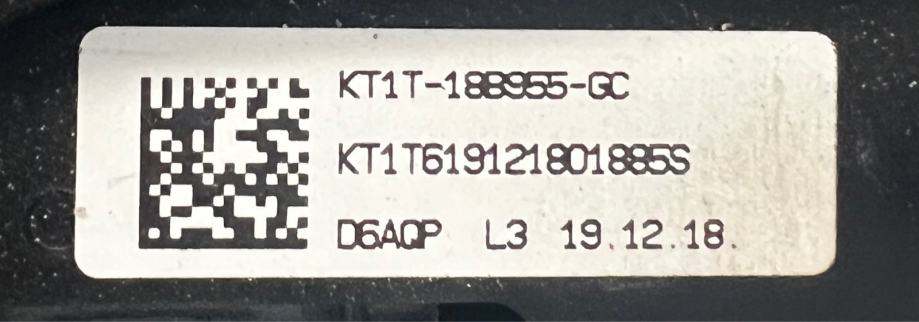 KT1T-18B955-GC
KT1T619121801885S
D6AQP L3 19.12.18.